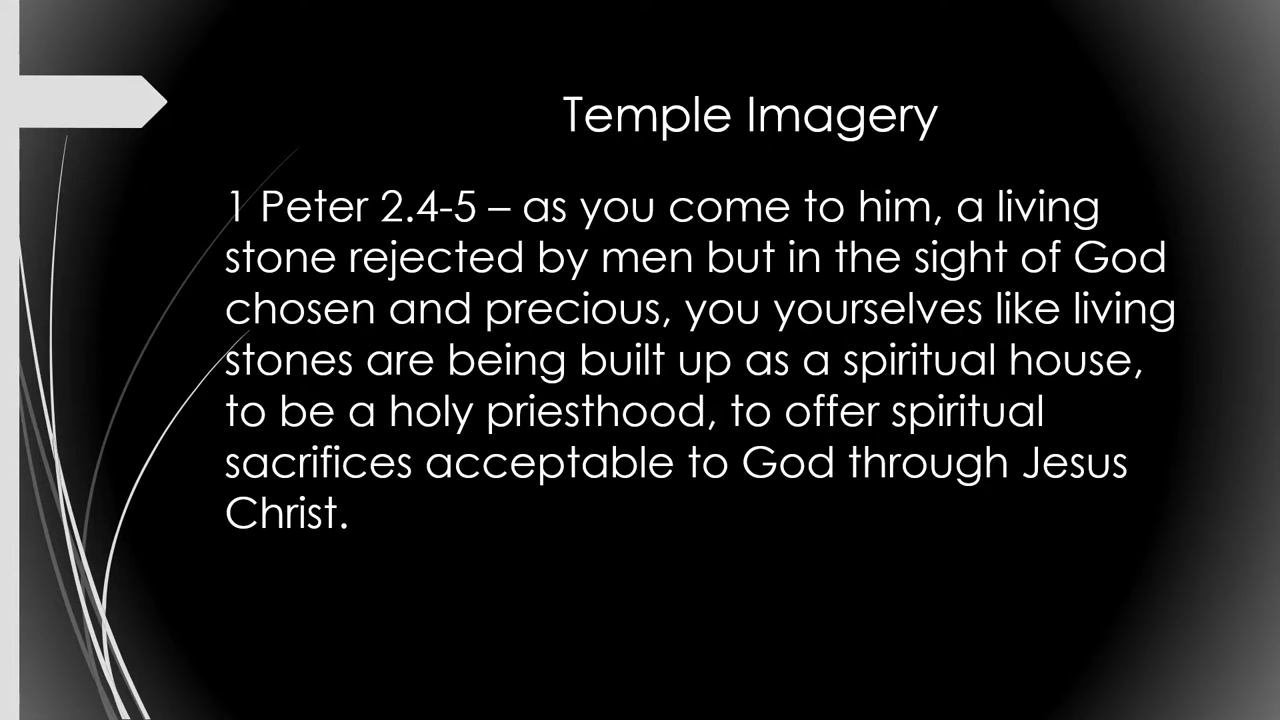 Temple Imagery
1 Peter 2.4-5 – as you come to him, a living
stone rejected by men but in the sight of God
chosen and precious, you yourselves like living
stones are being built up as a spiritual house,
to be a holy priesthood, to offer spiritual
sacrifices acceptable to God through Jesus
Christ.